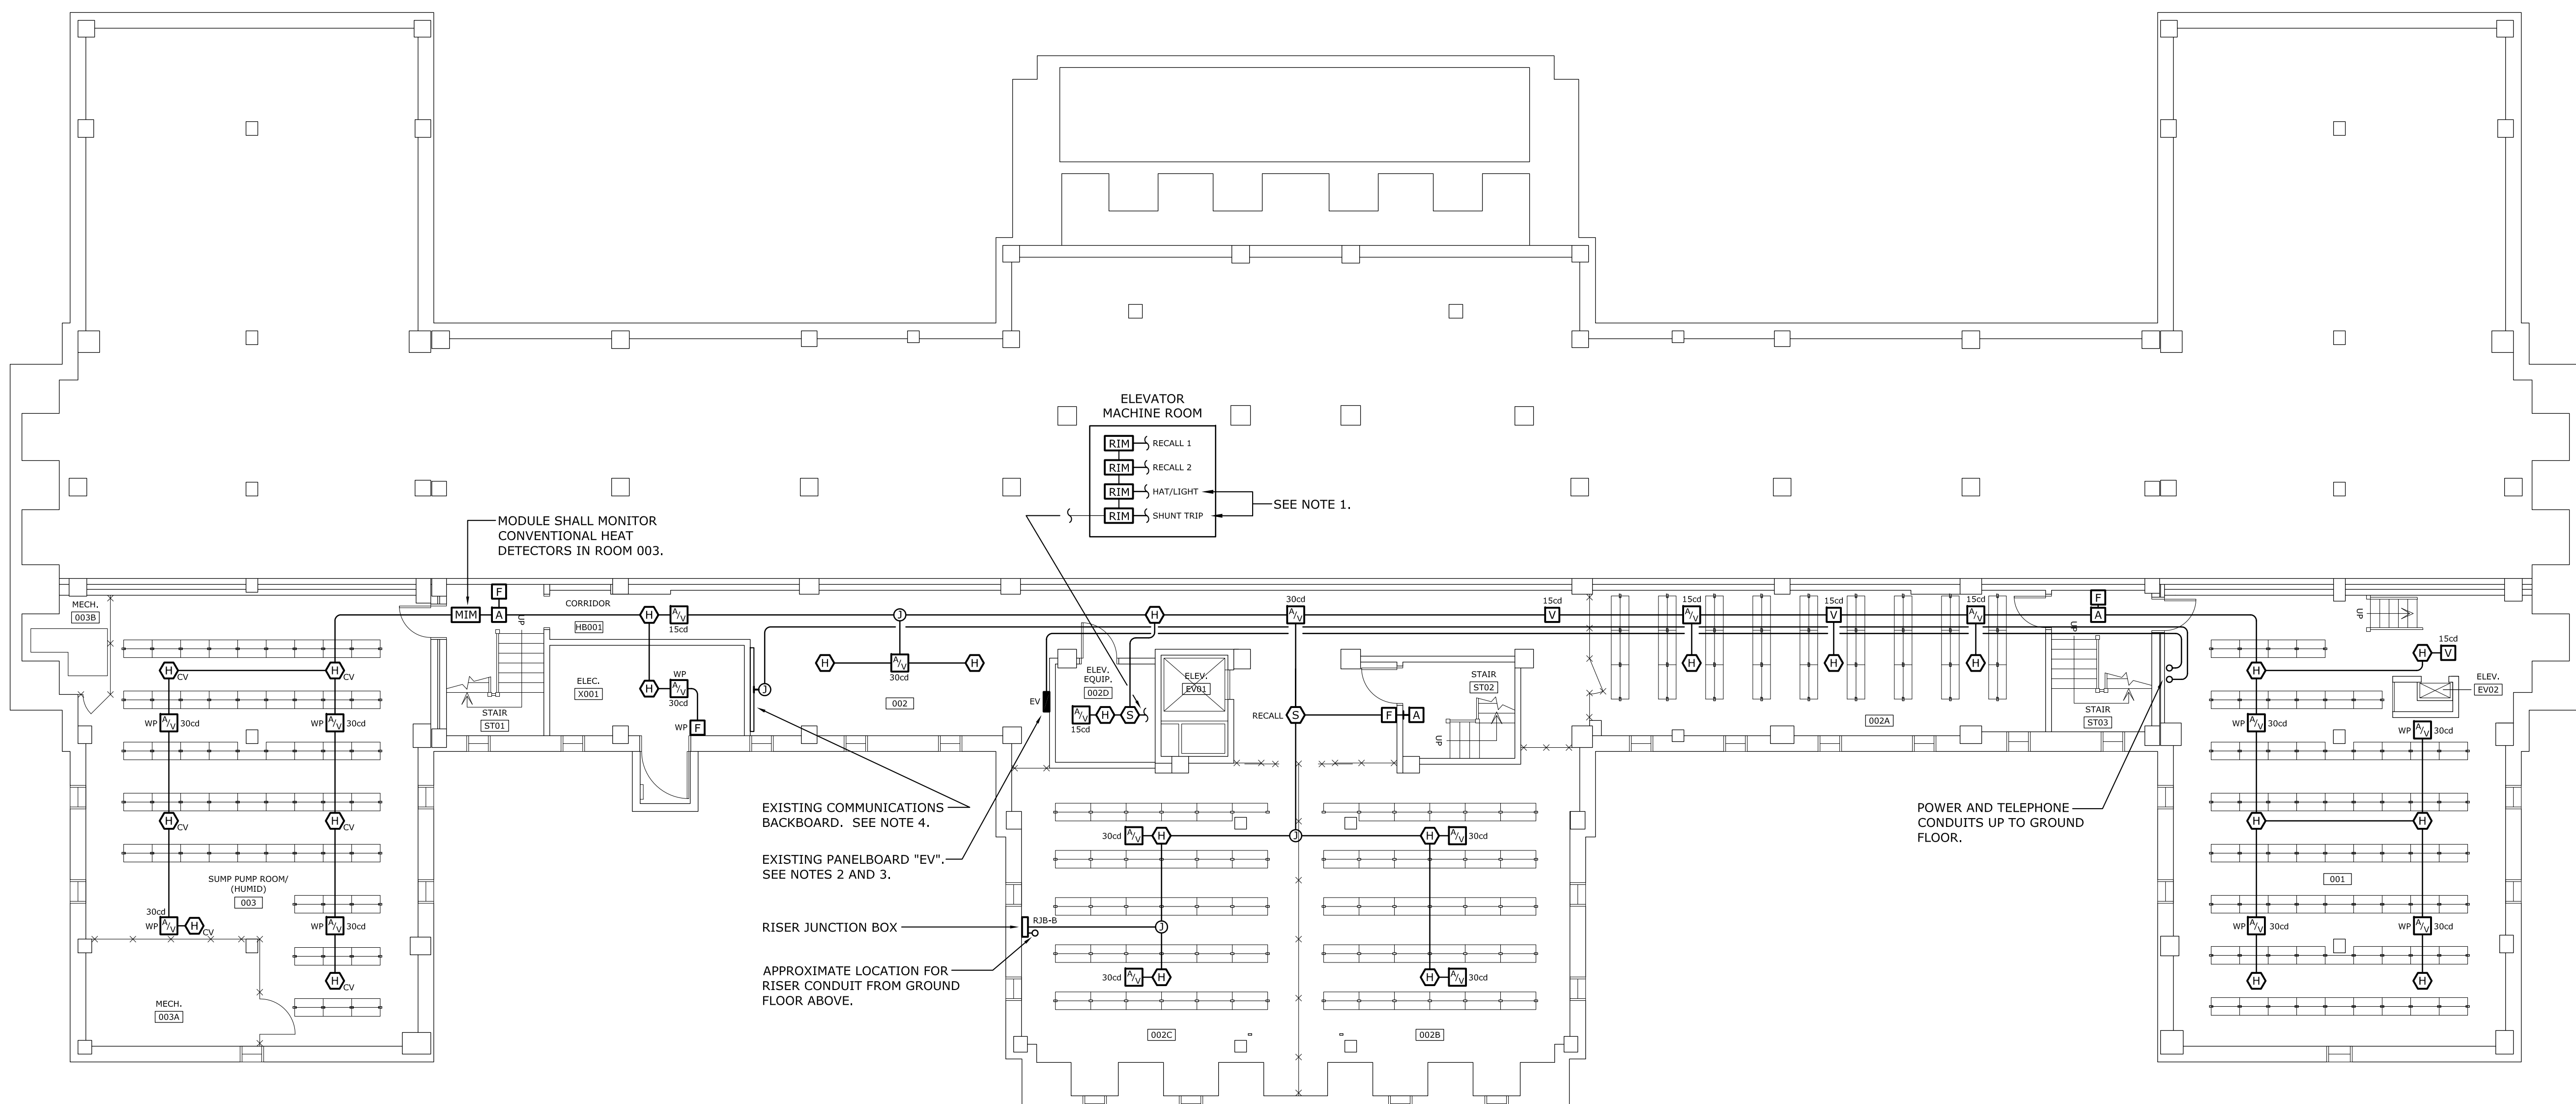 ELEVATOR
MACHINE ROOM
RIM RECALL 1
RIM RECALL 2
RIM HAT/LIGHT
RIM SHUNT TRIP
SEE NOTE 1.
MODULE SHALL MONITOR
CONVENTIONAL HEAT
DETECTORS IN ROOM 003.
MECH.
003B
MIM
F
A
CORRIDOR
HB001
H
A/V
15cd
J
H
30cd
A/V
15cd
V
15cd
A/V
15cd
V
15cd
A/V
F
A
UP
H
CV
H
CV
WP A/V 30cd
WP A/V 30cd
H
CV
H
CV
SUMP PUMP ROOM/
(HUMID)
003
30cd
WP A/V
H
CV
WP A/V 30cd
H
CV
MECH.
003A
UP
STAIR
ST01
ELEC.
X001
H
WP
A/V
30cd
WP F
J
H
A/V
30cd
H
002
EV
ELEV.
EQUIP.
002D
A/V
15cd
H
S
ELEV.
EV01
RECALL S
F
A
STAIR
ST02
UP
H
H
H
002A
UP
STAIR
ST03
EXISTING COMMUNICATIONS
BACKBOARD. SEE NOTE 4.
EXISTING PANELBOARD "EV".
SEE NOTES 2 AND 3.
RISER JUNCTION BOX
APPROXIMATE LOCATION FOR
RISER CONDUIT FROM GROUND
FLOOR ABOVE.
30cd A/V H
J
H A/V 30cd
RJB-B
J
30cd A/V H
H A/V 30cd
002C
002B
POWER AND TELEPHONE
CONDUITS UP TO GROUND
FLOOR.
H
H
15cd
V
ELEV.
EV02
WP A/V 30cd
WP A/V 30cd
H
H
001
WP A/V 30cd
WP A/V 30cd
H
H